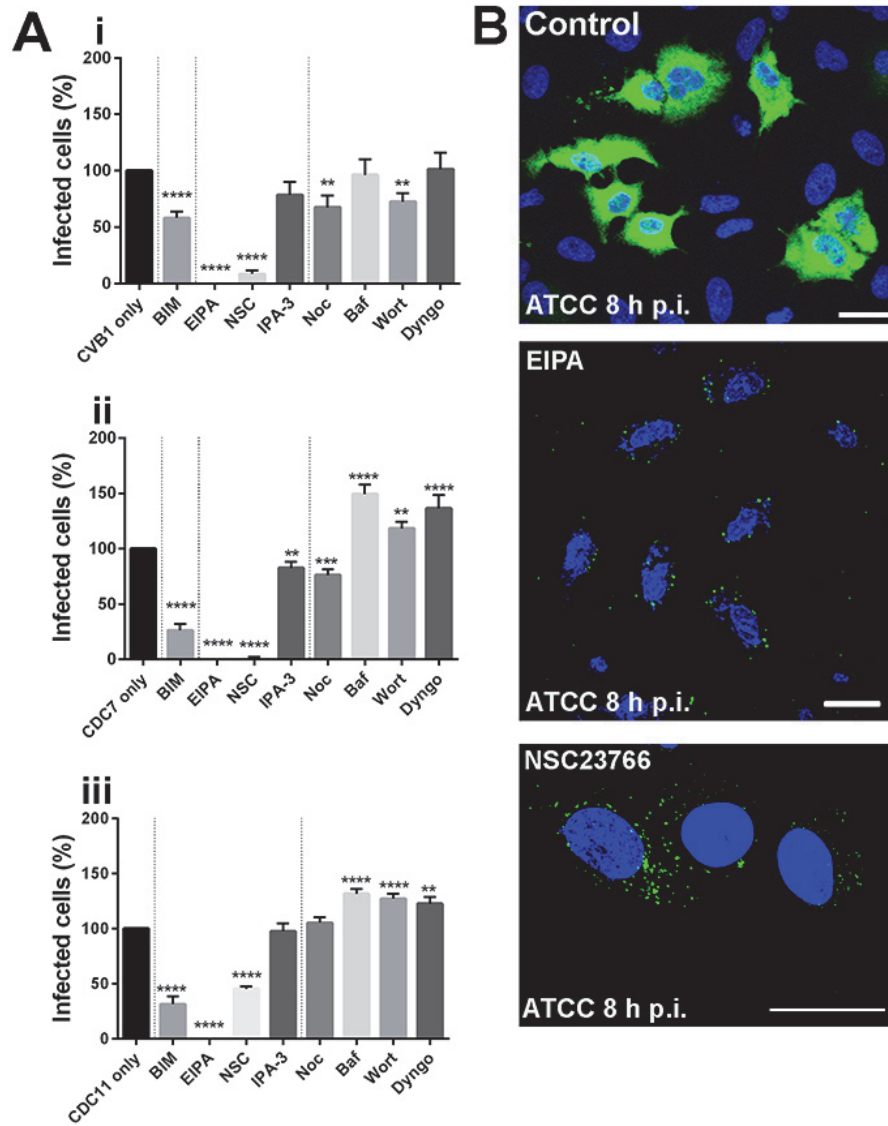 A
i
Infected cells (%)
200
150
100
50
0
****
****
****
**
**
CVB1 only
BIM
EIPA
NSC
IPA-3
Noc
Baf
Wort
Dyngo
ii
Infected cells (%)
200
150
100
50
0
****
****
****
**
***
****
**
****
CDC7 only
BIM
EIPA
NSC
IPA-3
Noc
Baf
Wort
Dyngo
iii
Infected cells (%)
200
150
100
50
0
****
****
****
****
****
**
CDC11 only
BIM
EIPA
NSC
IPA-3
Noc
Baf
Wort
Dyngo
B
Control
ATCC 8 h p.i.
EIPA
ATCC 8 h p.i.
NSC23766
ATCC 8 h p.i.